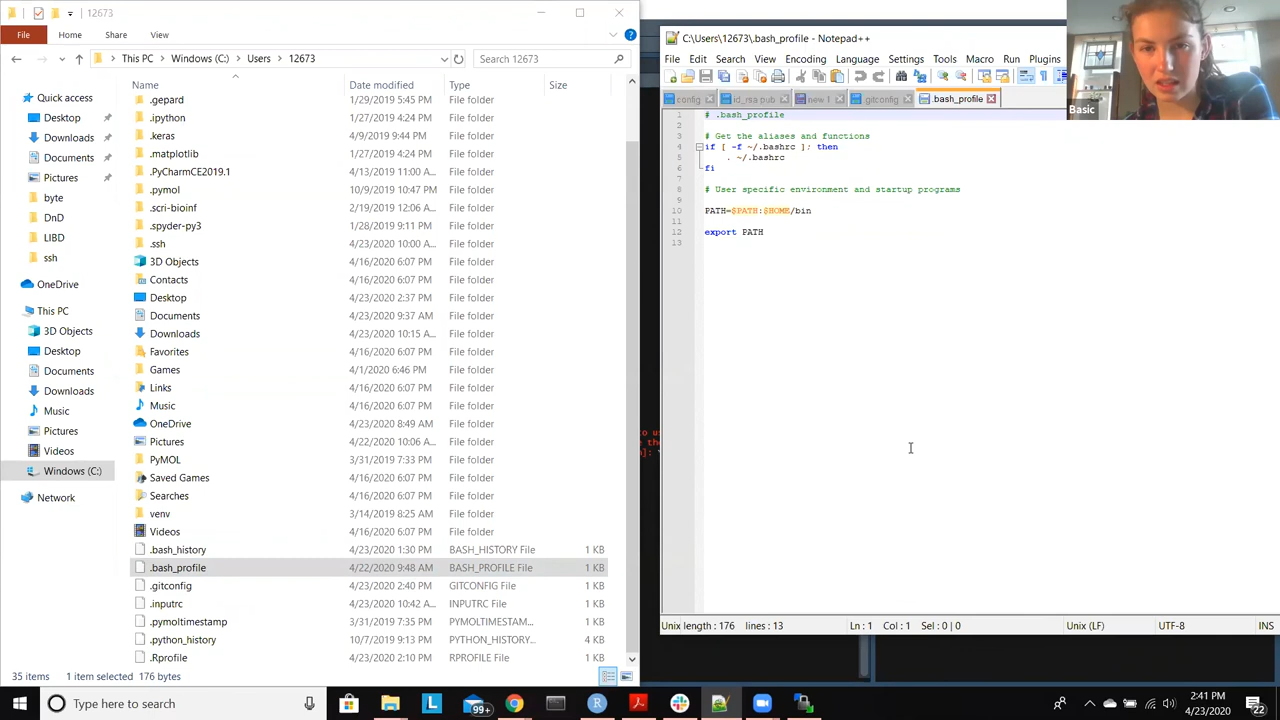 12673
File
Home
Share
View
This PC
Windows (C:)
Users
12673
Search 12673
Quick access
Desktop
Downloads
Documents
Pictures
byte
DnD
LIBD
ssh
OneDrive
This PC
3D Objects
Desktop
Documents
Downloads
Music
Pictures
Videos
Windows (C:)
Network
Name Date modified Type Size
.gepard 1/29/2019 5:45 PM File folder
.ipython 1/27/2019 4:24 PM File folder
.keras 4/9/2019 9:44 PM File folder
.matplotlib 1/27/2019 4:24 PM File folder
.PyCharmCE2019.1 4/13/2019 11:00 A... File folder
.pymol 10/9/2019 10:47 PM File folder
.scri-bioinf 2/19/2019 12:06 A... File folder
.spyder-py3 1/28/2019 9:11 PM File folder
.ssh 4/23/2020 10:00 A... File folder
3D Objects 4/16/2020 6:07 PM File folder
Contacts 4/16/2020 6:07 PM File folder
Desktop 4/23/2020 2:37 PM File folder
Documents 4/23/2020 9:37 AM File folder
Downloads 4/23/2020 10:15 A... File folder
Favorites 4/16/2020 6:07 PM File folder
Games 4/1/2020 6:46 PM File folder
Links 4/16/2020 6:07 PM File folder
Music 4/16/2020 6:07 PM File folder
OneDrive 4/23/2020 8:49 AM File folder
Pictures 4/22/2020 10:06 A... File folder
PyMOL 3/31/2019 7:33 PM File folder
Saved Games 4/16/2020 6:07 PM File folder
Searches 4/16/2020 6:07 PM File folder
venv 3/14/2019 8:25 AM File folder
Videos 4/16/2020 6:07 PM File folder
.bash_history 4/23/2020 1:30 PM BASH_HISTORY File 1 KB
.bash_profile 4/22/2020 9:48 AM BASH_PROFILE File 1 KB
.gitconfig 4/23/2020 2:40 PM GITCONFIG File 1 KB
.inputrc 4/23/2020 10:42 A... INPUTRC File 1 KB
.pymoltimestamp 3/31/2019 7:35 PM PYMOLTIMESTAM... 1 KB
.python_history 10/7/2019 9:13 PM PYTHON_HISTORY... 4 KB
.Rprofile 4/23/2020 2:10 PM RPROFILE File 1 KB
35 items 1 item selected 176 bytes
C:\Users\12673\.bash_profile - Notepad++
File Edit Search View Encoding Language Settings Tools Macro Run Plugins
config id_rsa pub new 1 gitconfig .bash_profile
1 # .bash_profile
2
3 # Get the aliases and functions
4 if [ -f ~/.bashrc ]; then
5 . ~/.bashrc
6 fi
7
8 # User specific environment and startup programs
9
10 PATH=$PATH:$HOME/bin
11
12 export PATH
13
Unix length : 176 lines : 13 Ln : 1 Col : 1 Sel : 0 | 0 Unix (LF) UTF-8 INS
Basic
Type here to search
99+
2:41 PM
4/23/2020
22